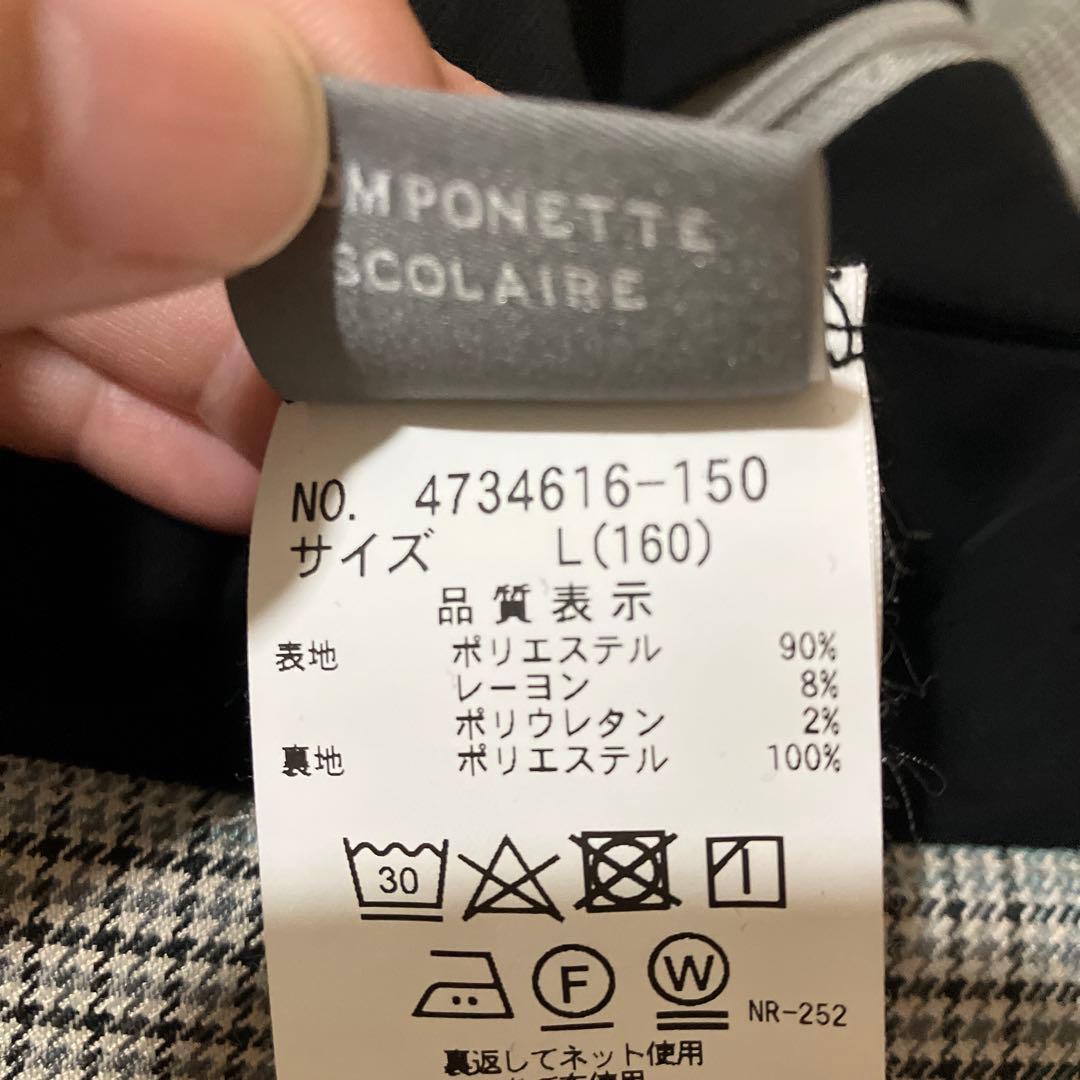 OMPONETTE
SCOLAIRE
NO. 4734616-150
サイズ L(160)
品質表示
表地 ポリエステル 90%
レーヨン 8%
ポリウレタン 2%
裏地 ポリエステル 100%
30
F W NR-252
裏返してネット使用